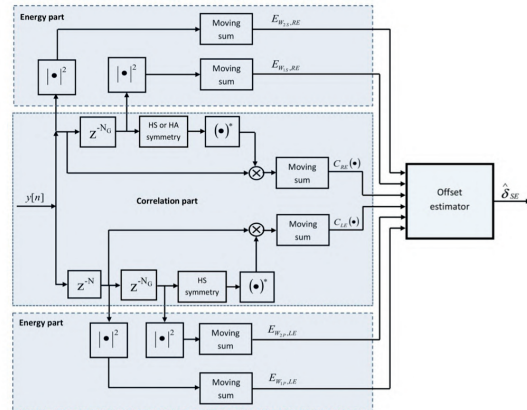 Energy part
Moving sum
E_{W_{2S},RE}
|•|²
|•|²
Moving sum
E_{W_{1S},RE}
Z^{-N_G}
HS or HA symmetry
(•)*
Moving sum
C_{RE}(•)
y[n]
Correlation part
Offset estimator
δ̂_{SE}
Moving sum
C_{LE}(•)
Z^{-N}
Z^{-N_G}
HS symmetry
(•)*
Energy part
|•|²
|•|²
Moving sum
E_{W_{2P},LE}
Moving sum
E_{W_{1P},LE}